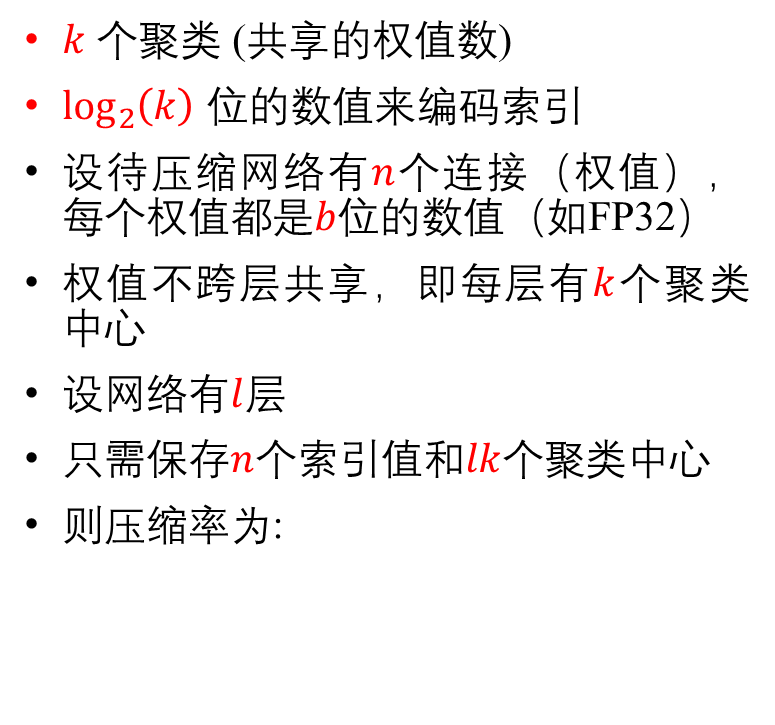 • k 个聚类 (共享的权值数)
• log₂(k) 位的数值来编码索引
• 设待压缩网络有n个连接（权值），
每个权值都是b位的数值（如FP32）
• 权值不跨层共享，即每层有k个聚类
中心
• 设网络有l层
• 只需保存n个索引值和lk个聚类中心
• 则压缩率为: